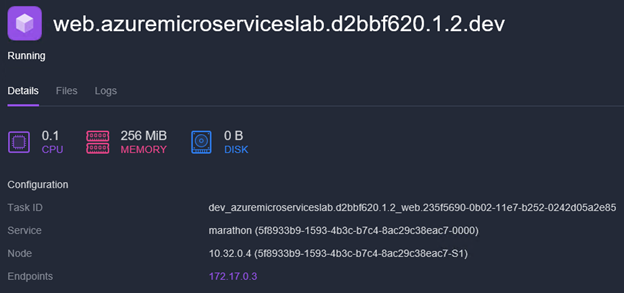 web.azuremicroserviceslab.d2bbf620.1.2.dev
Running
Details Files Logs
0.1 256 MiB 0 B
CPU MEMORY DISK
Configuration
Task ID dev_azuremicroserviceslab.d2bbf620.1.2_web.235f5690-0b02-11e7-b252-0242d05a2e85
Service marathon (5f8933b9-1593-4b3c-b7c4-8ac29c38eac7-0000)
Node 10.32.0.4 (5f8933b9-1593-4b3c-b7c4-8ac29c38eac7-S1)
Endpoints 172.17.0.3